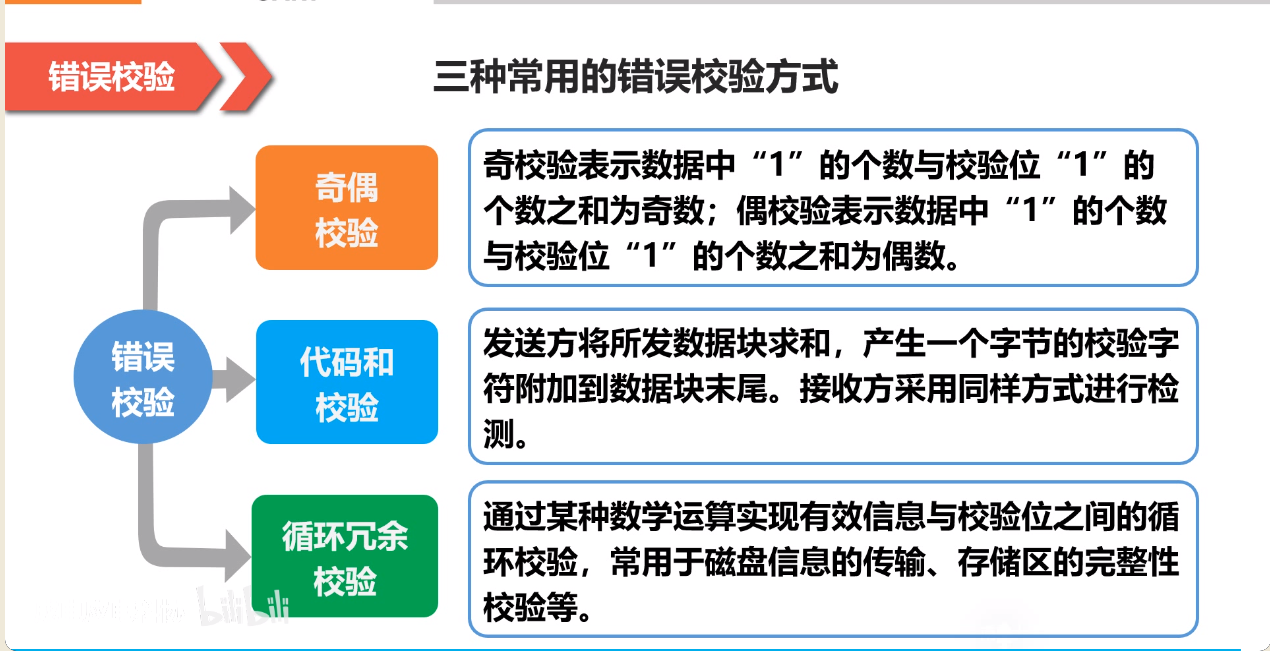 错误校验
三种常用的错误校验方式
奇偶
校验
奇校验表示数据中“1”的个数与校验位“1”的
个数之和为奇数；偶校验表示数据中“1”的个数
与校验位“1”的个数之和为偶数。
错误
校验
代码和
校验
发送方将所发数据块求和，产生一个字节的校验字
符附加到数据块末尾。接收方采用同样方式进行检
测。
循环冗余
校验
通过某种数学运算实现有效信息与校验位之间的循
环校验，常用于磁盘信息的传输、存储区的完整性
校验等。
bilibili